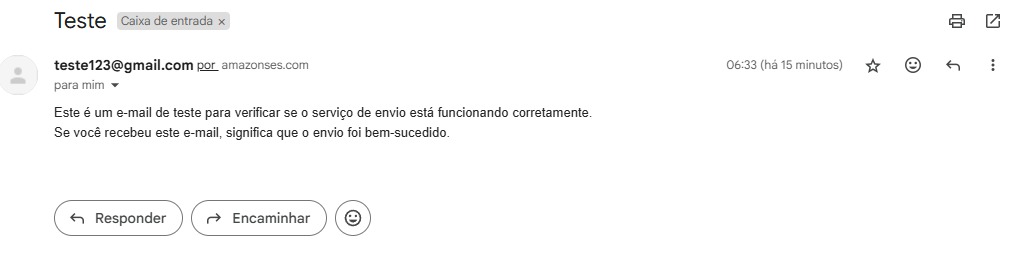 Teste Caixa de entrada ×
teste123@gmail.com por amazonses.com 06:33 (há 15 minutos)
para mim
Este é um e-mail de teste para verificar se o serviço de envio está funcionando corretamente.
Se você recebeu este e-mail, significa que o envio foi bem-sucedido.
Responder Encaminhar